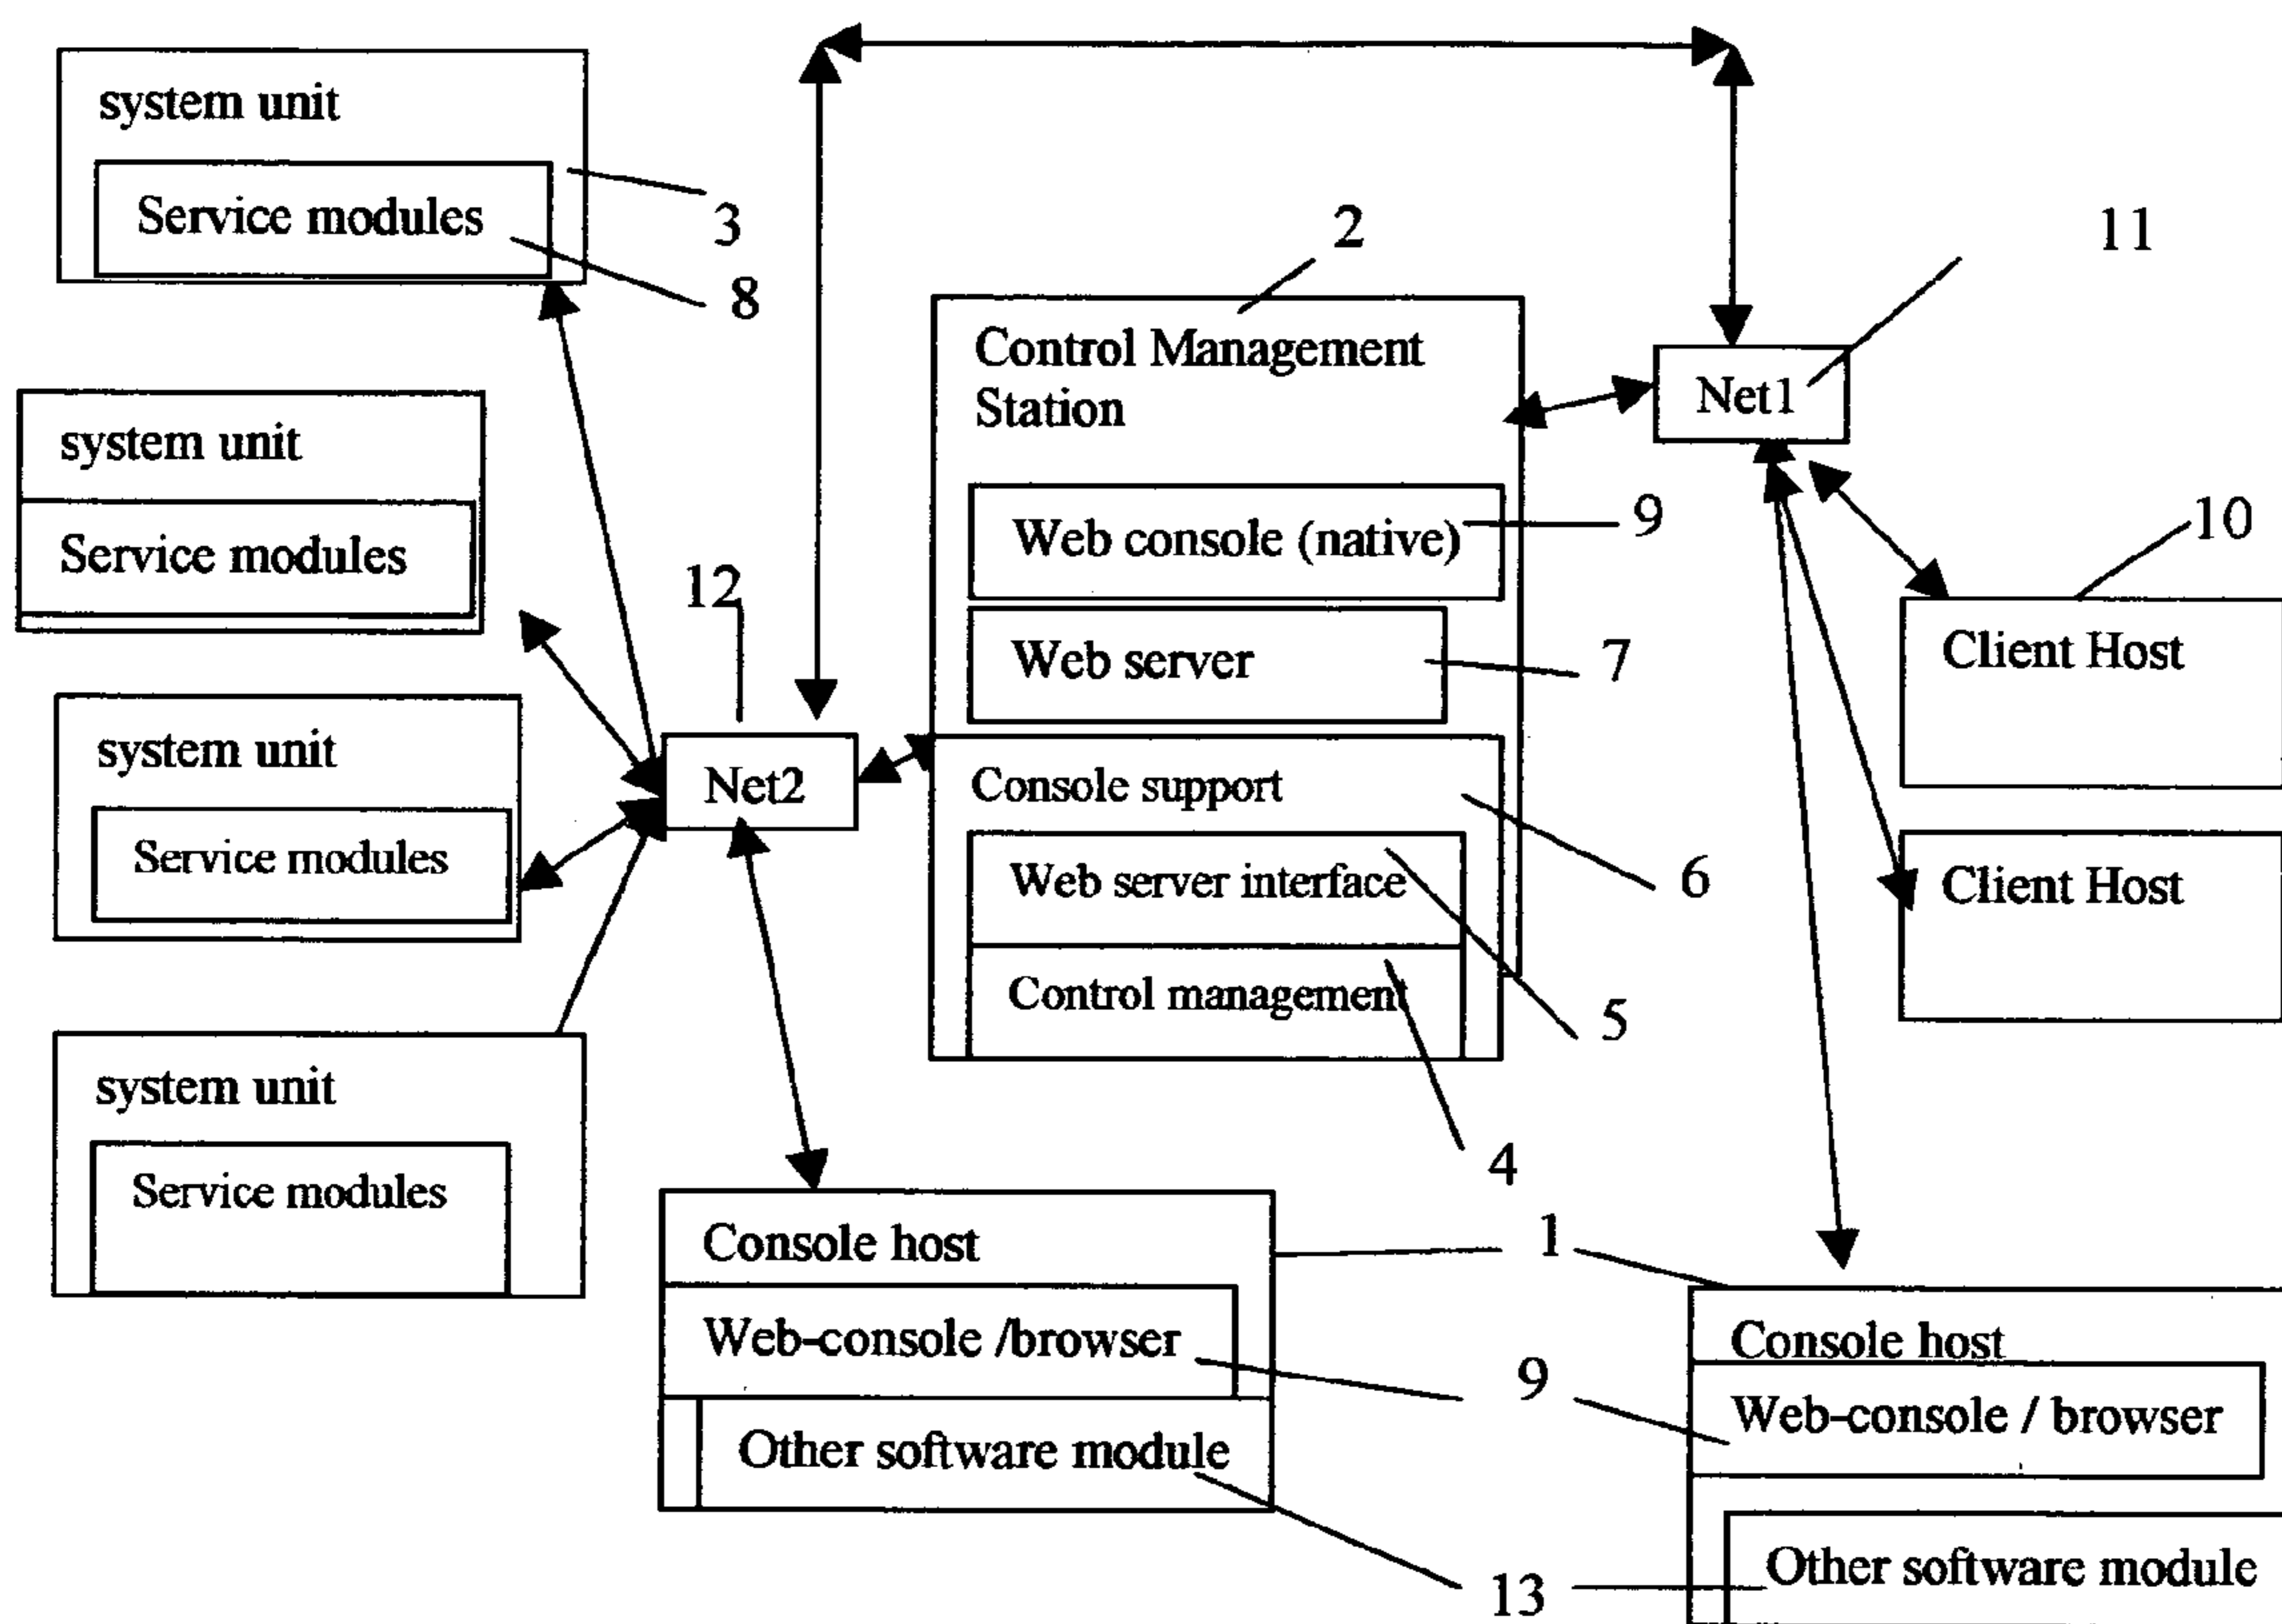 system unit
Service modules
3
8
system unit
Service modules
12
system unit
Service modules
Net2
system unit
Service modules
2
Control Management
Station
Web console (native)
9
Web server
7
Console support
6
Web server interface
5
Control management
4
11
Net1
10
Client Host
Client Host
Console host
1
Web-console /browser
9
Other software module
13
Console host
Web-console / browser
Other software module